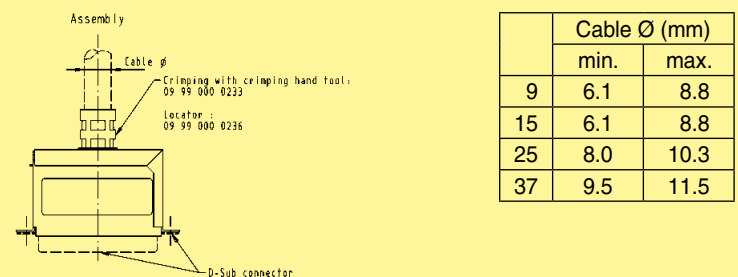 Assembly
Cable ø
Crimping with crimping hand tool:
09 99 000 0233
Locator :
09 99 000 0236
D-Sub connector
Cable Ø (mm)
min. max.
9 6.1 8.8
15 6.1 8.8
25 8.0 10.3
37 9.5 11.5